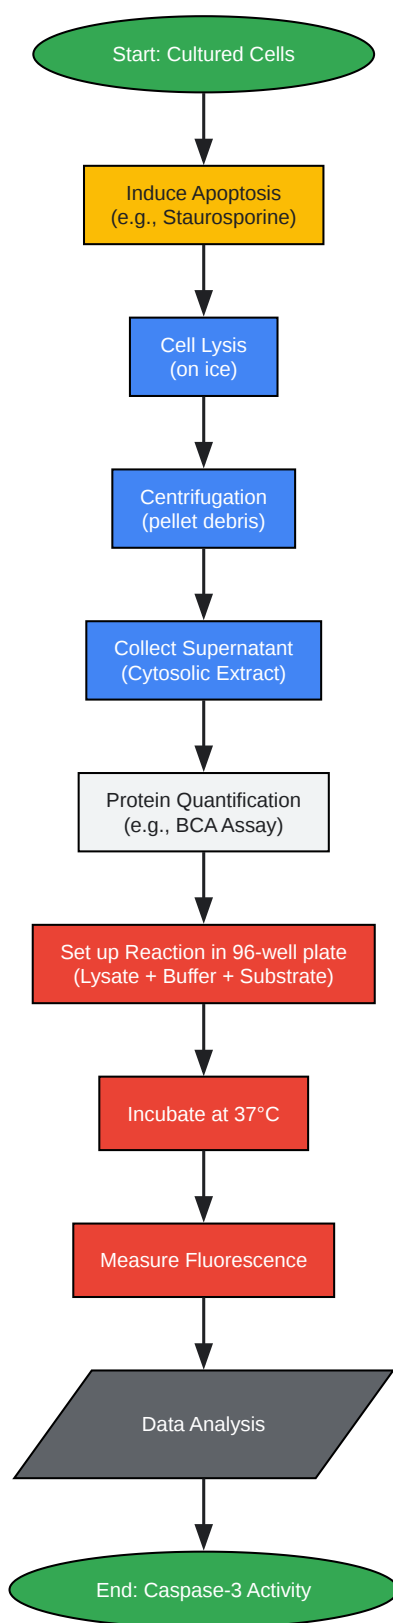 Start: Cultured Cells
Induce Apoptosis
(e.g., Staurosporine)
Cell Lysis
(on ice)
Centrifugation
(pellet debris)
Collect Supernatant
(Cytosolic Extract)
Protein Quantification
(e.g., BCA Assay)
Set up Reaction in 96-well plate
(Lysate + Buffer + Substrate)
Incubate at 37°C
Measure Fluorescence
Data Analysis
End: Caspase-3 Activity